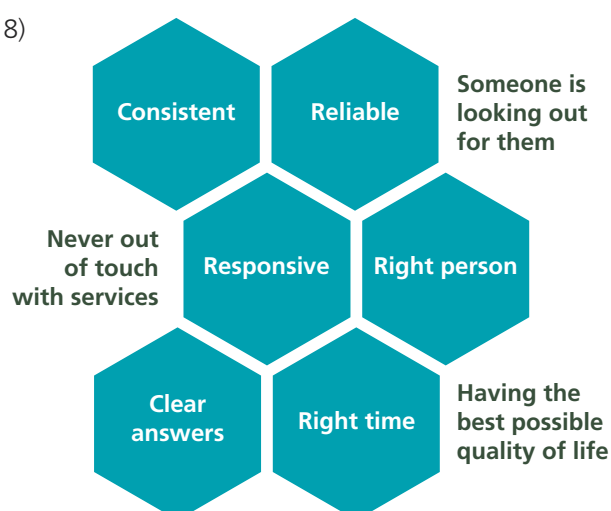 8)
Consistent
Reliable
Someone is
looking out
for them
Never out
of touch
with services
Responsive
Right person
Clear
answers
Right time
Having the
best possible
quality of life